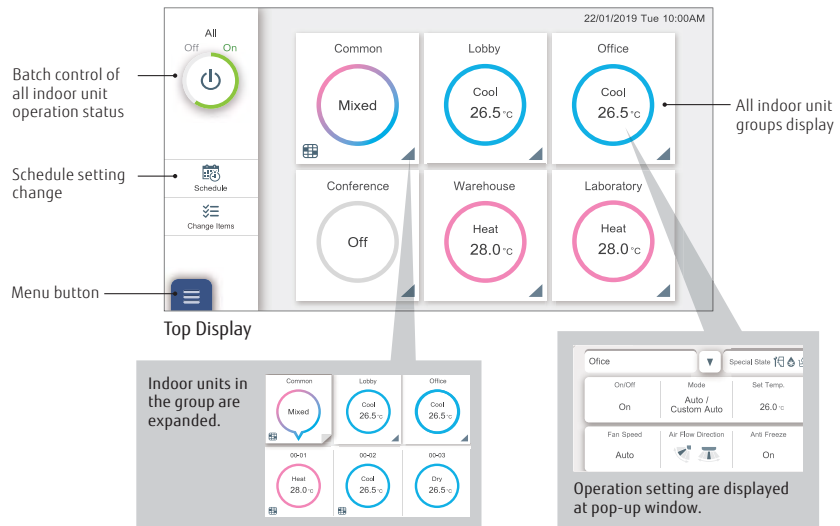 22/01/2019 Tue 10:00AM
All
Off On
Batch control of
all indoor unit
operation status
Schedule setting
change
Schedule
Change Items
Menu button
Common
Mixed
Lobby
Cool
26.5 °C
Office
Cool
26.5 °C
All indoor unit
groups display
Conference
Off
Warehouse
Heat
28.0 °C
Laboratory
Heat
28.0 °C
Top Display
Indoor units in
the group are
expanded.
Common
Mixed
Lobby
Cool
26.5 °C
Office
Cool
26.5 °C
00-01
Heat
28.0 °C
00-02
Cool
26.5 °C
00-03
Dry
26.5 °C
Ofice
Special State
On/Off
On
Mode
Auto /
Custom Auto
Set Temp.
26.0 °C
Fan Speed
Auto
Air Flow Direction
Anti Freeze
On
Operation setting are displayed
at pop-up window.